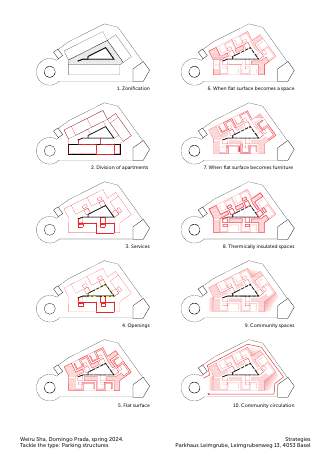 1. Zonification
2. Division of apartments
3. Services
4. Openings
5. Flat surface
6. When flat surface becomes a space
7. When flat surface becomes furniture
8. Thermically insulated spaces
9. Community spaces
10. Community circulation
Weiru Sha, Domingo Prada, spring 2024.
Tackle the type: Parking structures
Strategies
Parkhaus Leimgrube, Leimgrubenweg 13, 4053 Basel